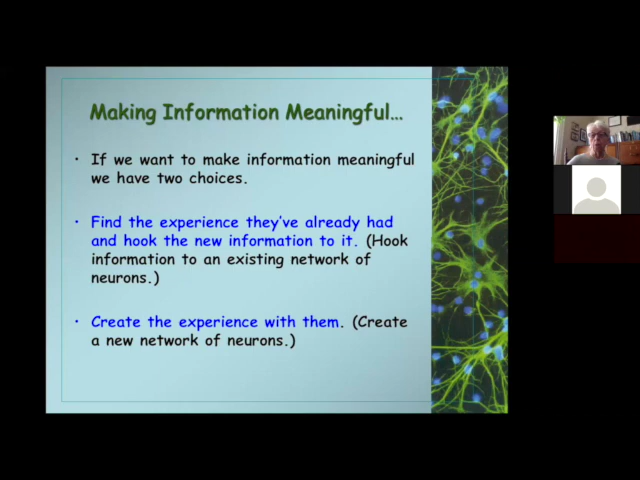 Making Information Meaningful…
· If we want to make information meaningful
we have two choices.
· Find the experience they've already had
and hook the new information to it. (Hook
information to an existing network of
neurons.)
· Create the experience with them. (Create
a new network of neurons.)